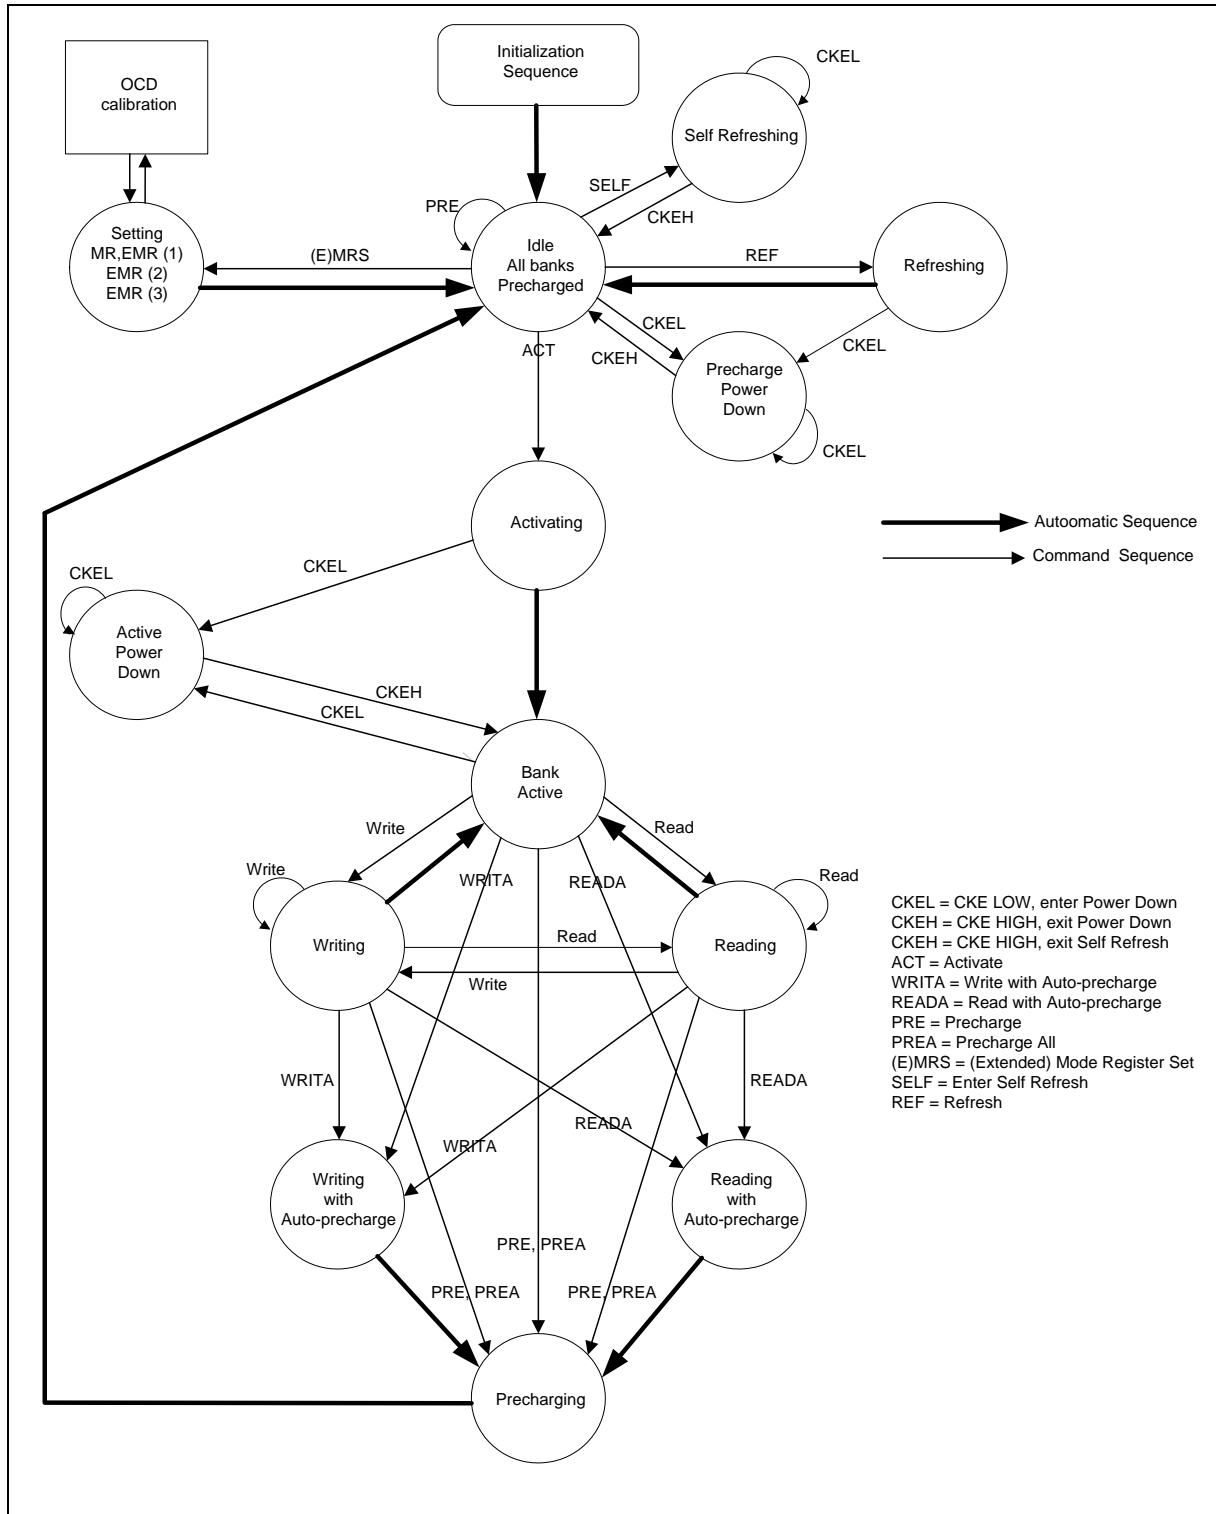 Initialization
Sequence
OCD
calibration
CKEL
Self Refreshing
SELF
CKEH
PRE
Setting
MR,EMR (1)
EMR (2)
EMR (3)
(E)MRS
Idle
All banks
Precharged
REF
Refreshing
CKEL
CKEH
ACT
CKEL
Precharge
Power
Down
CKEL
Activating
Autoomatic Sequence
Command Sequence
CKEL
CKEL
Active
Power
Down
CKEH
CKEL
Bank
Active
Write
Read
Write
WRITA
READA
Read
Writing
Read
Reading
Write
CKEL = CKE LOW, enter Power Down
CKEH = CKE HIGH, exit Power Down
CKEH = CKE HIGH, exit Self Refresh
ACT = Activate
WRITA = Write with Auto-precharge
READA = Read with Auto-precharge
PRE = Precharge
PREA = Precharge All
(E)MRS = (Extended) Mode Register Set
SELF = Enter Self Refresh
REF = Refresh
WRITA
READA
READA
WRITA
Writing
with
Auto-precharge
Reading
with
Auto-precharge
PRE, PREA
PRE, PREA
PRE, PREA
Precharging